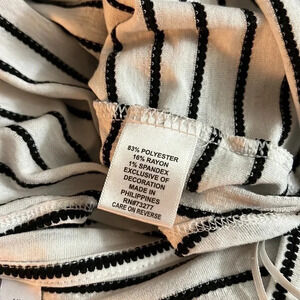 83% POLYESTER
16% RAYON
1% SPANDEX
EXCLUSIVE OF
DECORATION
MADE IN
PHILIPPINES
RN#73277
CARE ON REVERSE